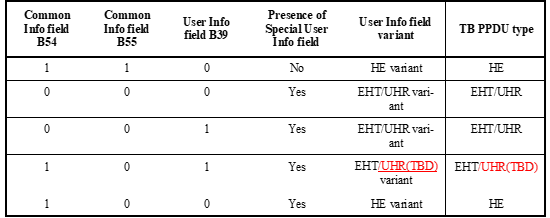 Common Info field B54 Common Info field B55 User Info field B39 Presence of Special User Info field User Info field variant TB PPDU type
1 1 0 No HE variant HE
0 0 0 Yes EHT/UHR vari-
ant EHT/UHR
0 0 1 Yes EHT/UHR vari-
ant EHT/UHR
1 0 1 Yes EHT/UHR(TBD)
variant EHT/UHR(TBD)
1 0 0 Yes HE variant HE